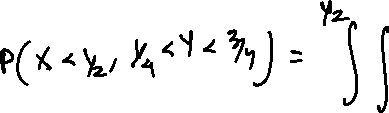 P(X < 1/2, 1/4 < Y < 3/4) = ∫^{1/2} ∫